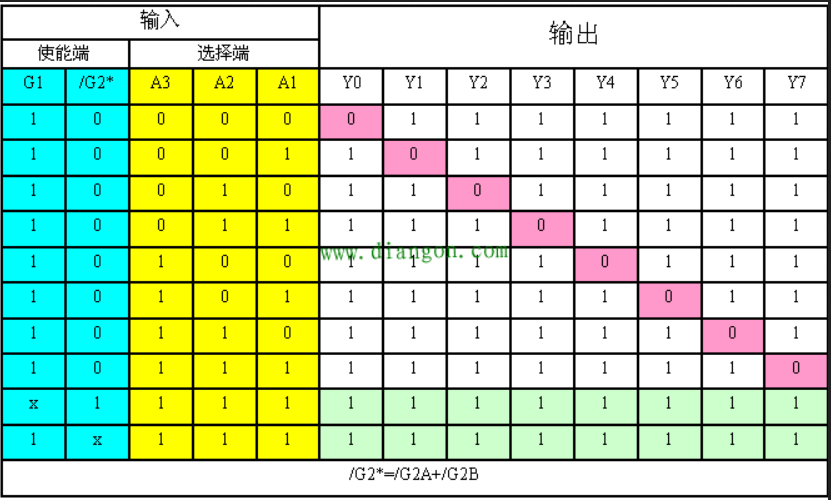 输入 输出
使能端 选择端
G1 /G2* A3 A2 A1 Y0 Y1 Y2 Y3 Y4 Y5 Y6 Y7
1 0 0 0 0 0 1 1 1 1 1 1 1
1 0 0 0 1 1 0 1 1 1 1 1 1
1 0 0 1 0 1 1 0 1 1 1 1 1
1 0 0 1 1 1 1 1 0 1 1 1 1
www.diangon.com
1 0 1 0 0 1 1 1 1 0 1 1 1
1 0 1 0 1 1 1 1 1 1 0 1 1
1 0 1 1 0 1 1 1 1 1 1 0 1
1 0 1 1 1 1 1 1 1 1 1 1 0
x 1 1 1 1 1 1 1 1 1 1 1 1
1 x 1 1 1 1 1 1 1 1 1 1 1
/G2*=/G2A+/G2B